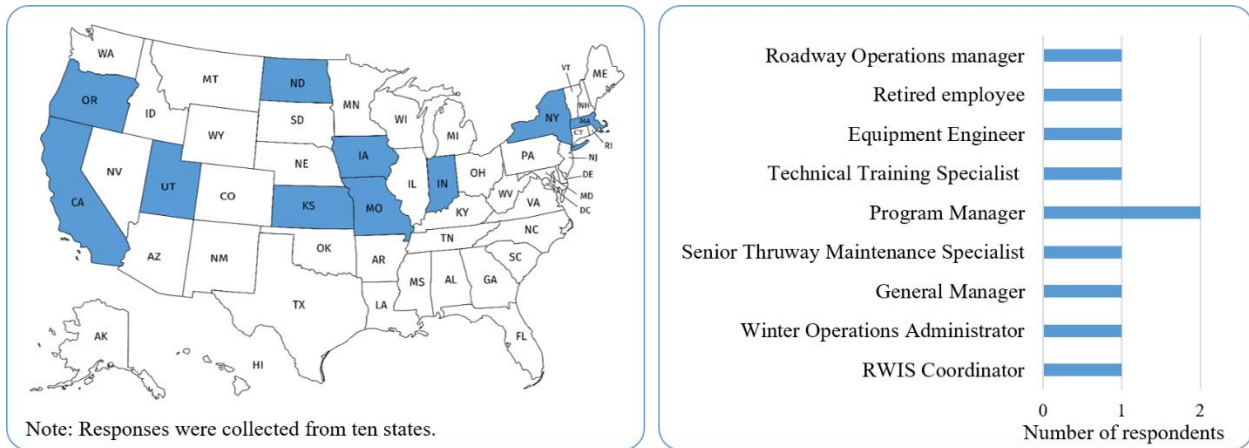 WA
MT
ND
MN
VT
ME
OR
ID
SD
WI
MI
NY
NH
MA
CT
RI
WY
IA
NE
PA
NJ
NV
UT
CO
IL
IN
OH
DE
MD
DC
WV
VA
CA
KS
MO
KY
NC
TN
AZ
NM
OK
AR
SC
MS
AL
GA
TX
LA
FL
AK
HI
Note: Responses were collected from ten states.
Roadway Operations manager
Retired employee
Equipment Engineer
Technical Training Specialist
Program Manager
Senior Thruway Maintenance Specialist
General Manager
Winter Operations Administrator
RWIS Coordinator
0 1 2
Number of respondents